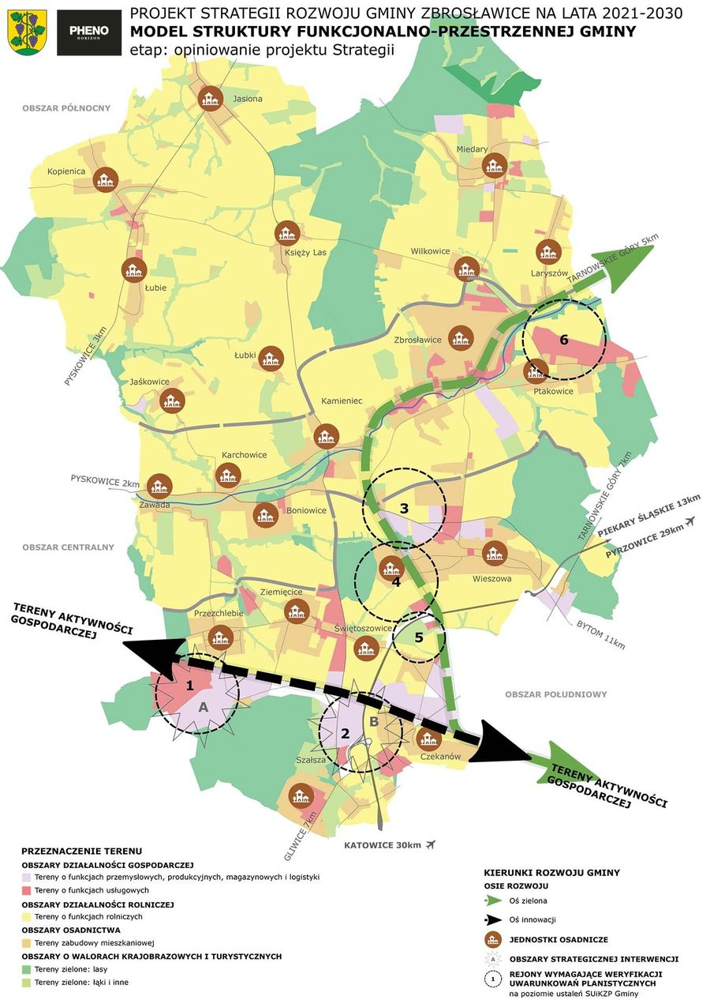 PHENO
HORIZON
PROJEKT STRATEGII ROZWOJU GMINY ZBROSŁAWICE NA LATA 2021-2030
MODEL STRUKTURY FUNKCJONALNO-PRZESTRZENNEJ GMINY
etap: opiniowanie projektu Strategii
OBSZAR PÓŁNOCNY
Jasiona
Kopienica
Miedary
Księży Las
Wilkowice
TARNOWSKIE GÓRY 5km
Laryszów
Łubie
PYSKOWICE 3km
Zbrosławice
6
Łubki
Jaśkowice
Ptakowice
Kamieniec
Karchowice
PYSKOWICE 2km
Zawada
Boniowice
3
TARNOWSKIE GÓRY 7km
PIEKARY ŚLĄSKIE 13km
PYRZOWICE 29km
OBSZAR CENTRALNY
4
Wieszowa
Ziemięcice
TERENY AKTYWNOŚCI
GOSPODARCZEJ
Przezchlebie
Świętoszowice
5
BYTOM 11km
1
A
OBSZAR POŁUDNIOWY
2
B
Szałsza
Czekanów
TERENY AKTYWNOŚCI
GOSPODARCZEJ
GLIWICE 7km
KATOWICE 30km
PRZEZNACZENIE TERENU
OBSZARY DZIAŁALNOŚCI GOSPODARCZEJ
Tereny o funkcjach przemysłowych, produkcyjnych, magazynowych i logistyki
Tereny o funkcjach usługowych
OBSZARY DZIAŁALNOŚCI ROLNICZEJ
Tereny o funkcjach rolniczych
OBSZARY OSADNICTWA
Tereny zabudowy mieszkaniowej
OBSZARY O WALORACH KRAJOBRAZOWYCH I TURYSTYCZNYCH
Tereny zielone: lasy
Tereny zielone: łąki i inne
KIERUNKI ROZWOJU GMINY
OSIE ROZWOJU
Oś zielona
Oś innowacji
JEDNOSTKI OSADNICZE
A OBSZARY STRATEGICZNEJ INTERWENCJI
1 REJONY WYMAGAJĄCE WERYFIKACJI
UWARUNKOWAŃ PLANISTYCZNYCH
na poziomie ustaleń SUiKZP Gminy